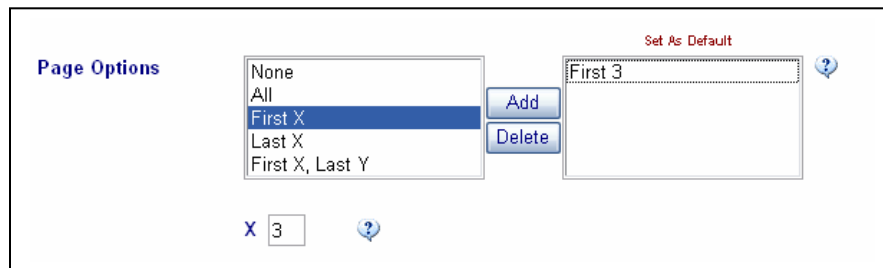 Set As Default
Page Options
None
All
First X
Last X
First X, Last Y
Add
Delete
First 3
X 3